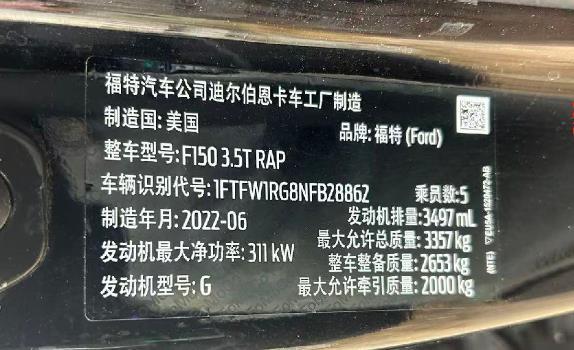 福特汽车公司迪尔伯恩卡车工厂制造
制造国: 美国
品牌: 福特 (Ford)
整车型号: F150 3.5T RAP
车辆识别代号: 1FTFW1RG8NFB28862
乘员数: 5
制造年月: 2022-06
发动机排量: 3497 mL
最大允许总质量: 3357 kg
发动机最大净功率: 311 kW
整车整备质量: 2653 kg
发动机型号: G
最大允许牵引质量: 2000 kg